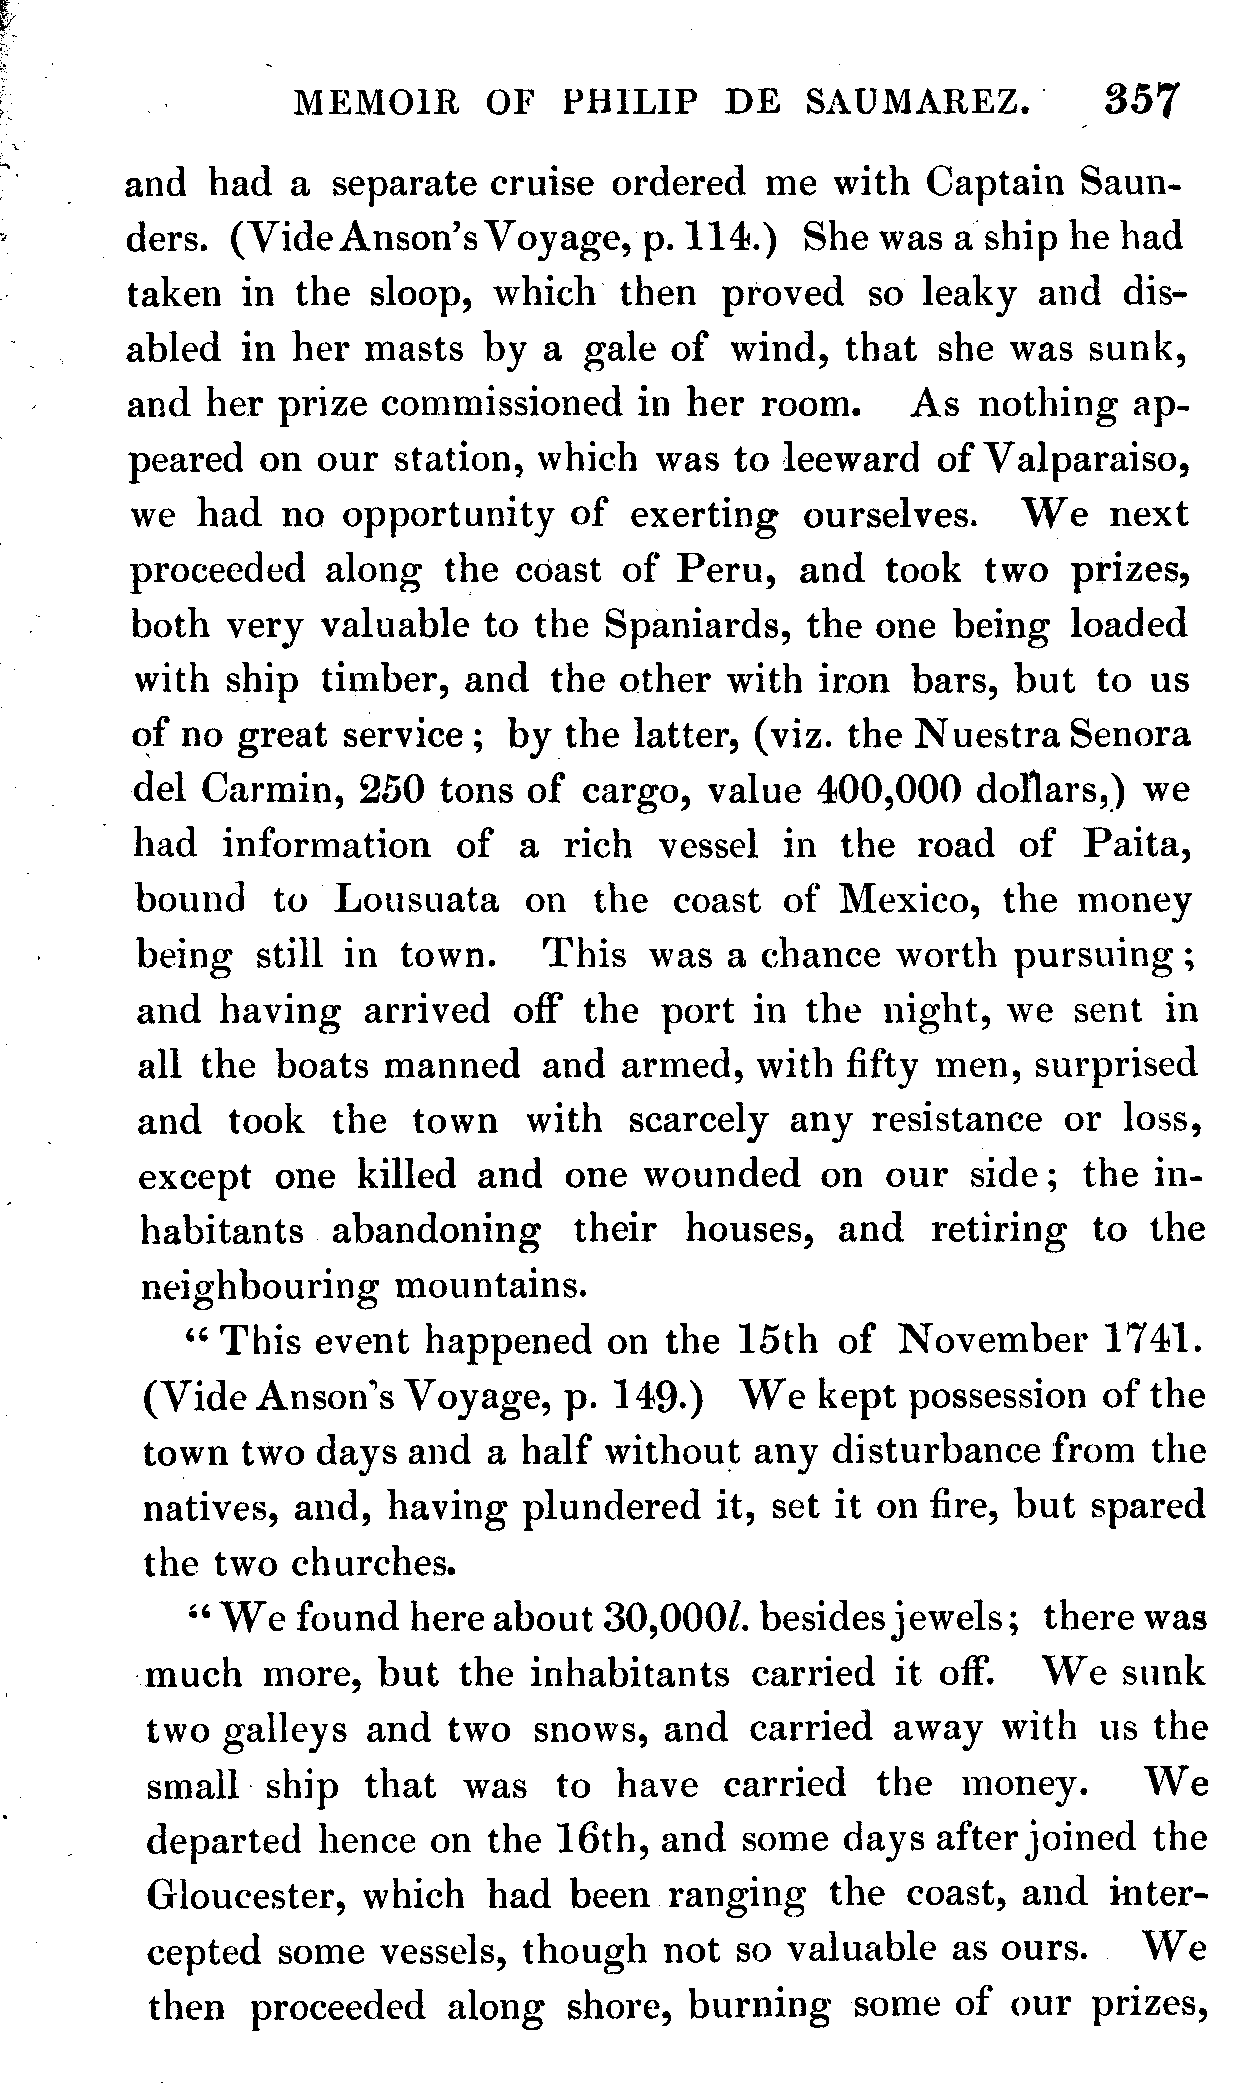 MEMOIR OF PHILIP DE SAUMAREZ. 357
and had a separate cruise ordered me with Captain Saun-
ders. (Vide Anson's Voyage, p. 114.) She was a ship he had
taken in the sloop, which then proved so leaky and dis-
abled in her masts by a gale of wind, that she was sunk,
and her prize commissioned in her room. As nothing ap-
peared on our station, which was to leeward of Valparaiso,
we had no opportunity of exerting ourselves. We next
proceeded along the coast of Peru, and took two prizes,
both very valuable to the Spaniards, the one being loaded
with ship timber, and the other with iron bars, but to us
of no great service; by the latter, (viz. the Nuestra Senora
del Carmin, 250 tons of cargo, value 400,000 dollars,) we
had information of a rich vessel in the road of Paita,
bound to Lousuata on the coast of Mexico, the money
being still in town. This was a chance worth pursuing;
and having arrived off the port in the night, we sent in
all the boats manned and armed, with fifty men, surprised
and took the town with scarcely any resistance or loss,
except one killed and one wounded on our side; the in-
habitants abandoning their houses, and retiring to the
neighbouring mountains.
"This event happened on the 15th of November 1741.
(Vide Anson's Voyage, p. 149.) We kept possession of the
town two days and a half without any disturbance from the
natives, and, having plundered it, set it on fire, but spared
the two churches.
"We found here about 30,000l. besides jewels; there was
much more, but the inhabitants carried it off. We sunk
two galleys and two snows, and carried away with us the
small ship that was to have carried the money. We
departed hence on the 16th, and some days after joined the
Gloucester, which had been ranging the coast, and inter-
cepted some vessels, though not so valuable as ours. We
then proceeded along shore, burning some of our prizes,